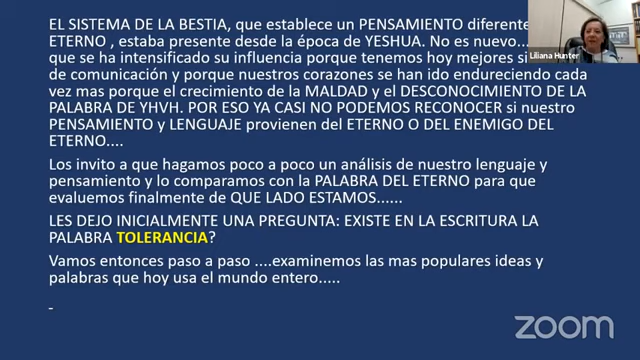 EL SISTEMA DE LA BESTIA, que establece un PENSAMIENTO diferente
ETERNO , estaba presente desde la época de YESHUA. No es nuevo...
que se ha intensificado su influencia porque tenemos hoy mejores si
de comunicación y porque nuestros corazones se han ido endureciendo cada
vez mas porque el crecimiento de la MALDAD y el DESCONOCIMIENTO DE LA
PALABRA DE YHVH. POR ESO YA CASI NO PODEMOS RECONOCER si nuestro
PENSAMIENTO y LENGUAJE provienen del ETERNO O DEL ENEMIGO DEL
ETERNO....
Los invito a que hagamos poco a poco un análisis de nuestro lenguaje y
pensamiento y lo comparamos con la PALABRA DEL ETERNO para que
evaluemos finalmente de QUE LADO ESTAMOS......
LES DEJO INICIALMENTE UNA PREGUNTA: EXISTE EN LA ESCRITURA LA
PALABRA TOLERANCIA?
Vamos entonces paso a paso ....examinemos las mas populares ideas y
palabras que hoy usa el mundo entero.....
-
Liliana Hunter
zoom